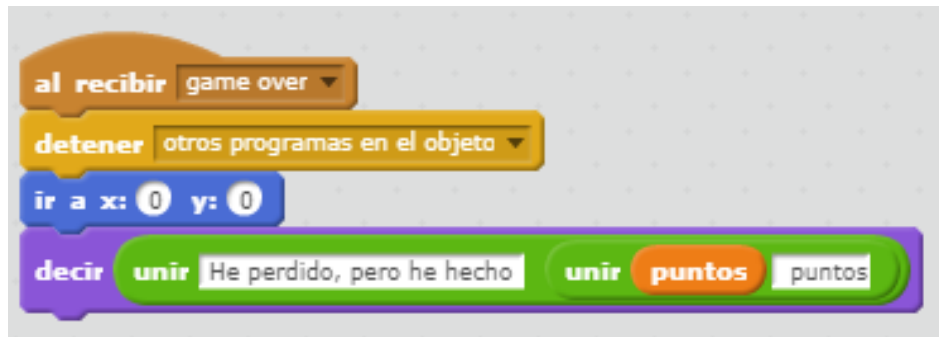 al recibir game over
detener otros programas en el objeto
ir a x: 0 y: 0
decir unir He perdido, pero he hecho unir puntos puntos